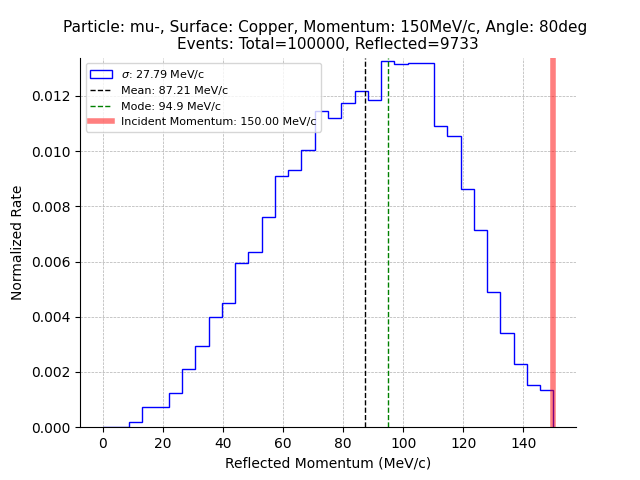 Particle: mu-, Surface: Copper, Momentum: 150MeV/c, Angle: 80deg
Events: Total=100000, Reflected=9733
σ: 27.79 MeV/c
Mean: 87.21 MeV/c
Mode: 94.9 MeV/c
Incident Momentum: 150.00 MeV/c
Normalized Rate
0.012
0.010
0.008
0.006
0.004
0.002
0.000
0 20 40 60 80 100 120 140
Reflected Momentum (MeV/c)